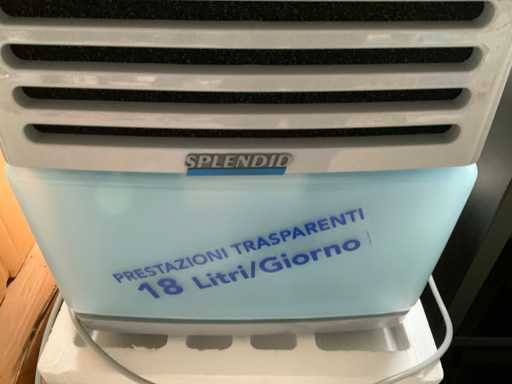 SPLENDID
PRESTAZIONI TRASPARENTI
18 Litri/Giorno